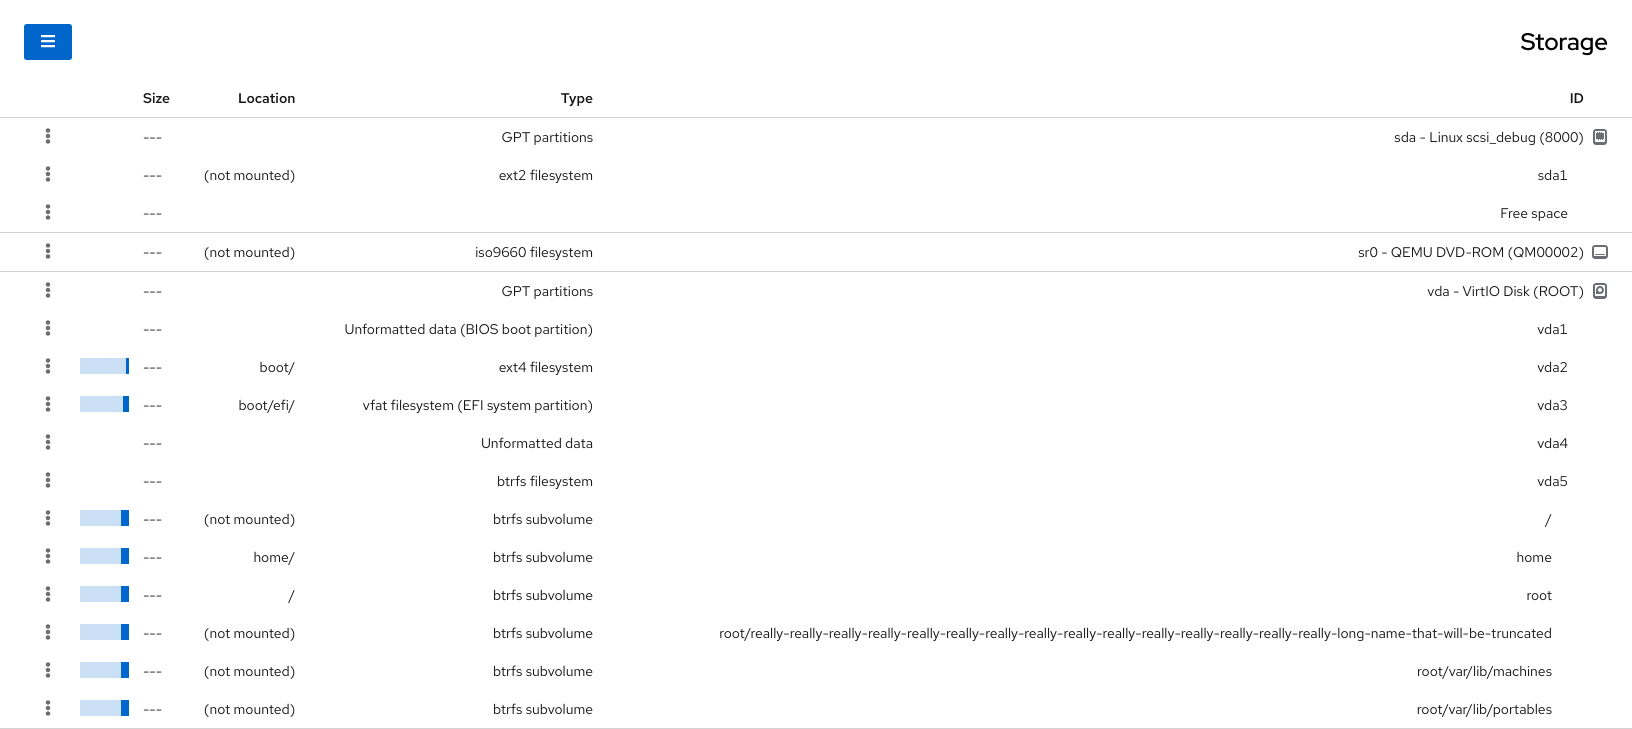 Storage
ID Type Location Size
sda - Linux scsi_debug (8000) GPT partitions ---
sda1 ext2 filesystem (not mounted) ---
Free space ---
sr0 - QEMU DVD-ROM (QM00002) iso9660 filesystem (not mounted) ---
vda - VirtIO Disk (ROOT) GPT partitions ---
vda1 Unformatted data (BIOS boot partition) ---
vda2 ext4 filesystem boot/ ---
vda3 vfat filesystem (EFI system partition) boot/efi/ ---
vda4 Unformatted data ---
vda5 btrfs filesystem ---
/ btrfs subvolume (not mounted) ---
home btrfs subvolume home/ ---
root btrfs subvolume / ---
root/really-really-really-really-really-really-really-really-really-really-really-really-really-really-really-long-name-that-will-be-truncated btrfs subvolume (not mounted) ---
root/var/lib/machines btrfs subvolume (not mounted) ---
root/var/lib/portables btrfs subvolume (not mounted) ---